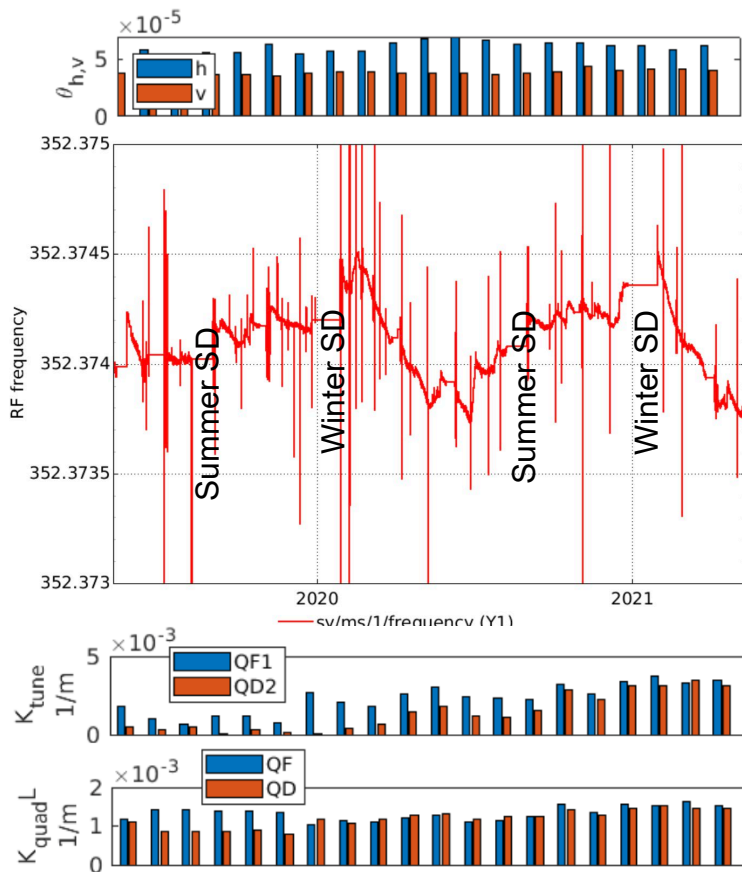 ×10⁻⁵
θh,v
5
0
h
v
352.375
352.3745
352.374
352.3735
352.373
RF frequency
Summer SD
Winter SD
Summer SD
Winter SD
2020
2021
sy/ms/1/frequency (Y1)
×10⁻³
Ktune
1/m
5
0
QF1
QD2
×10⁻³
KquadL
1/m
2
1
0
QF
QD